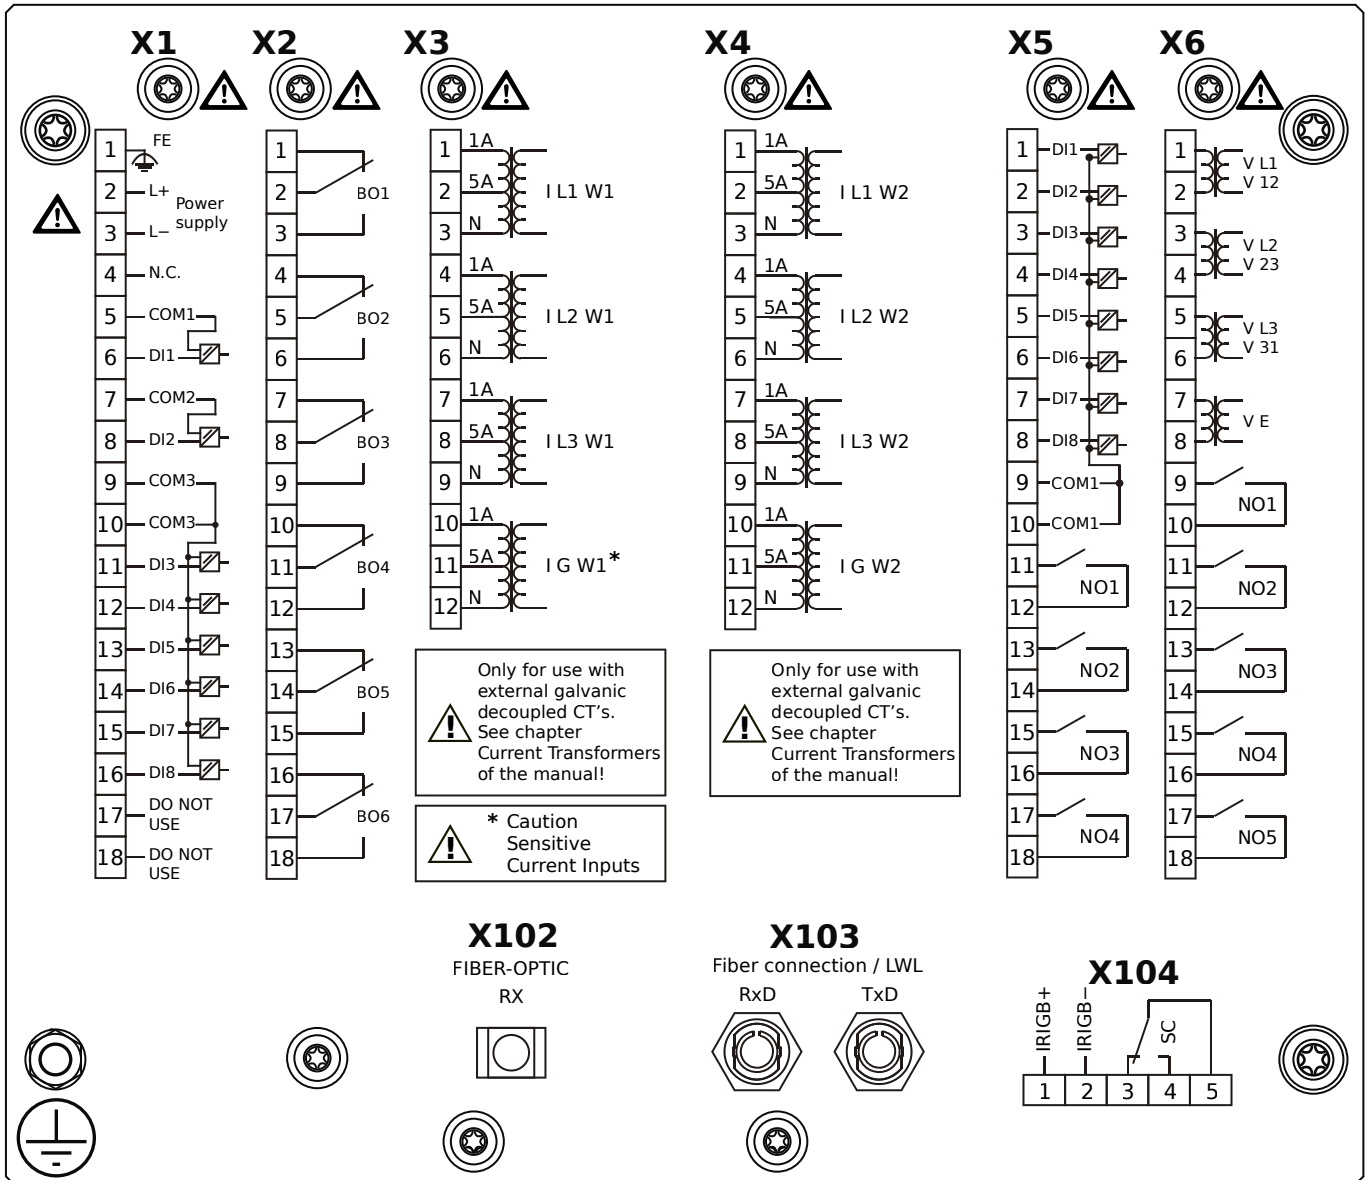 X1
1
FE
2
L+
Power
supply
3
L−
4
N.C.
5
COM1
6
DI1
7
COM2
8
DI2
9
COM3
10
COM3
11
DI3
12
DI4
13
DI5
14
DI6
15
DI7
16
DI8
17
DO NOT
USE
18
DO NOT
USE
X2
1
2
BO1
3
4
5
BO2
6
7
8
BO3
9
10
11
BO4
12
13
14
BO5
15
16
17
BO6
18
X3
1 1A
2 5A I L1 W1
3 N
4 1A
5 5A I L2 W1
6 N
7 1A
8 5A I L3 W1
9 N
10 1A
11 5A I G W1*
12 N
Only for use with
external galvanic
decoupled CT's.
See chapter
Current Transformers
of the manual!
* Caution
Sensitive
Current Inputs
X4
1 1A
2 5A I L1 W2
3 N
4 1A
5 5A I L2 W2
6 N
7 1A
8 5A I L3 W2
9 N
10 1A
11 5A I G W2
12 N
Only for use with
external galvanic
decoupled CT's.
See chapter
Current Transformers
of the manual!
X5
1 DI1
2 DI2
3 DI3
4 DI4
5 DI5
6 DI6
7 DI7
8 DI8
9 COM1
10 COM1
11
NO1
12
13
NO2
14
15
NO3
16
17
NO4
18
X6
1
V L1
V 12
2
3
V L2
V 23
4
5
V L3
V 31
6
7
V E
8
9
NO1
10
11
NO2
12
13
NO3
14
15
NO4
16
17
NO5
18
X102
FIBER-OPTIC
RX
X103
Fiber connection / LWL
RxD TxD
X104
IRIGB+
IRIGB−
SC
1 2 3 4 5